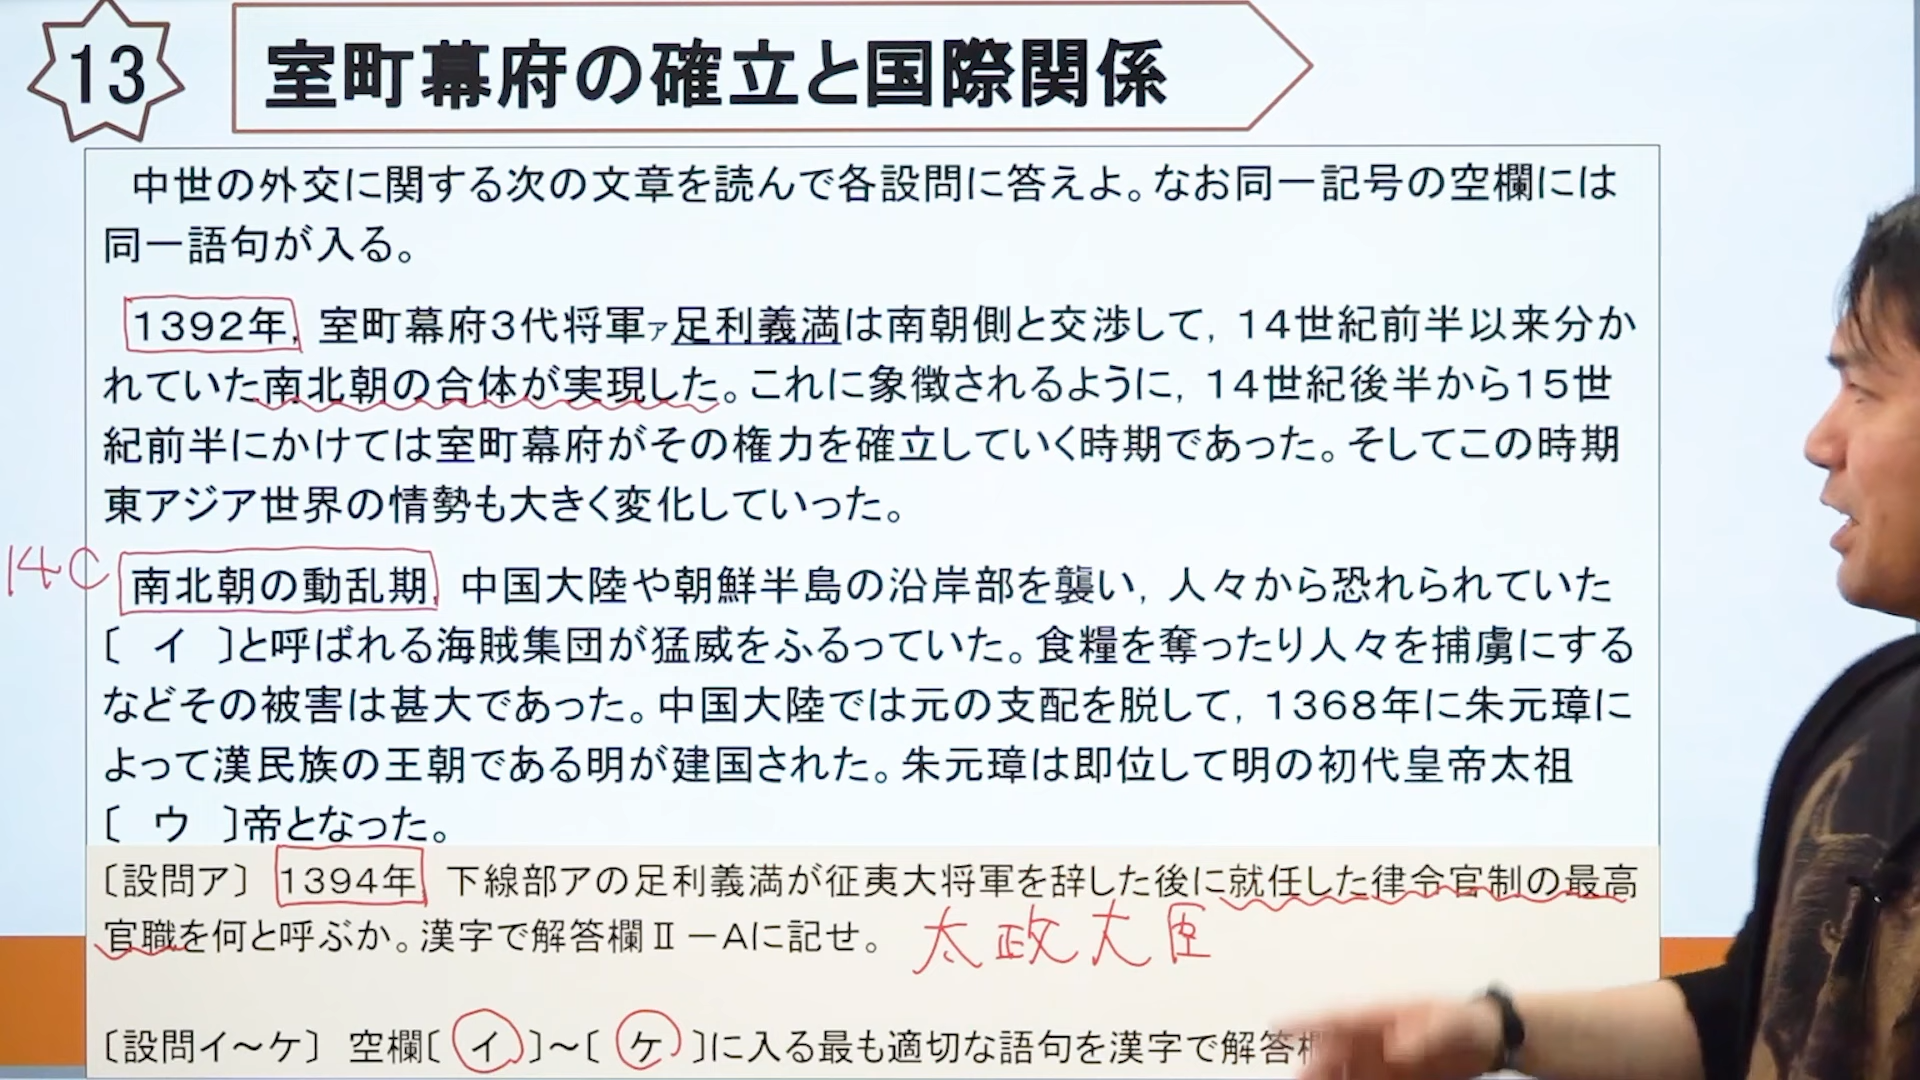 13
室町幕府の確立と国際関係
中世の外交に関する次の文章を読んで各設問に答えよ。なお同一記号の空欄には
同一語句が入る。
1392年,室町幕府3代将軍ア足利義満は南朝側と交渉して,14世紀前半以来分か
れていた南北朝の合体が実現した。これに象徴されるように,14世紀後半から15世
紀前半にかけては室町幕府がその権力を確立していく時期であった。そしてこの時期
東アジア世界の情勢も大きく変化していった。
14C
南北朝の動乱期,中国大陸や朝鮮半島の沿岸部を襲い,人々から恐れられていた
〔 イ 〕と呼ばれる海賊集団が猛威をふるっていた。食糧を奪ったり人々を捕虜にする
などその被害は甚大であった。中国大陸では元の支配を脱して,1368年に朱元璋に
よって漢民族の王朝である明が建国された。朱元璋は即位して明の初代皇帝太祖
〔 ウ 〕帝となった。
〔設問ア〕 1394年,下線部アの足利義満が征夷大将軍を辞した後に就任した律令官制の最高
官職を何と呼ぶか。漢字で解答欄Ⅱ－Aに記せ。 太政大臣
〔設問イ～ケ〕 空欄〔 イ 〕～〔 ケ 〕に入る最も適切な語句を漢字で解答